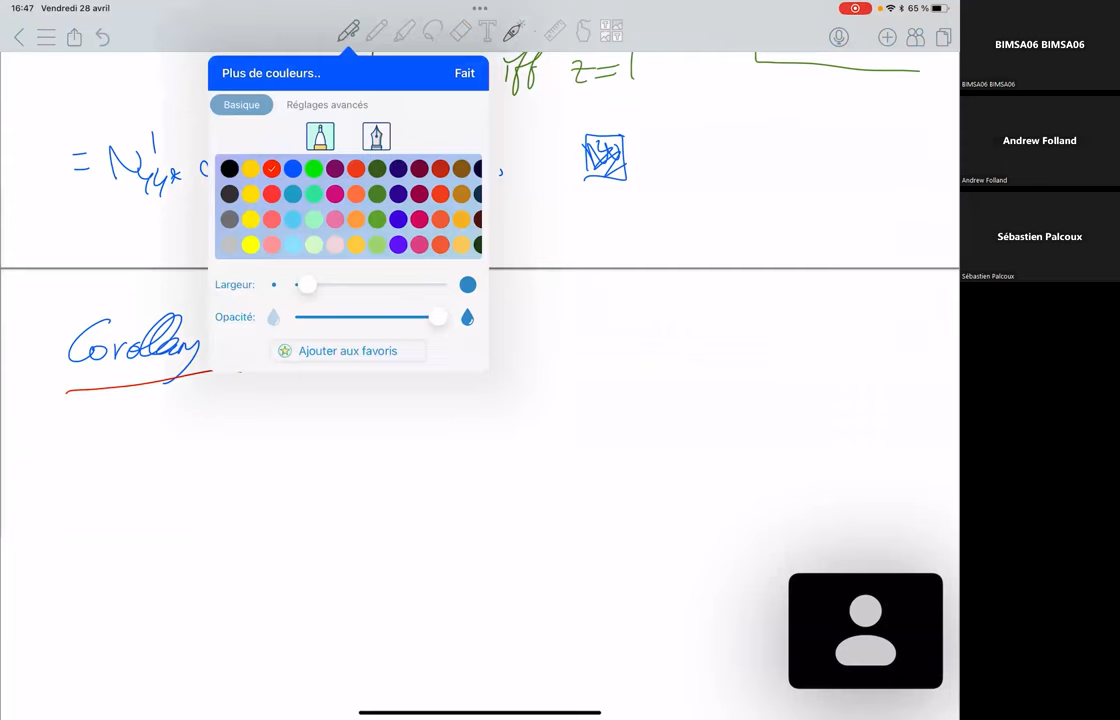 16:47 Vendredi 28 avril
65 %
iff z=1
Plus de couleurs.. Fait
Basique Réglages avancés
Largeur:
Opacité:
Ajouter aux favoris
Corollary
BIMSA06 BIMSA06
BIMSA06 BIMSA06
Andrew Folland
Andrew Folland
Sébastien Palcoux
Sébastien Palcoux